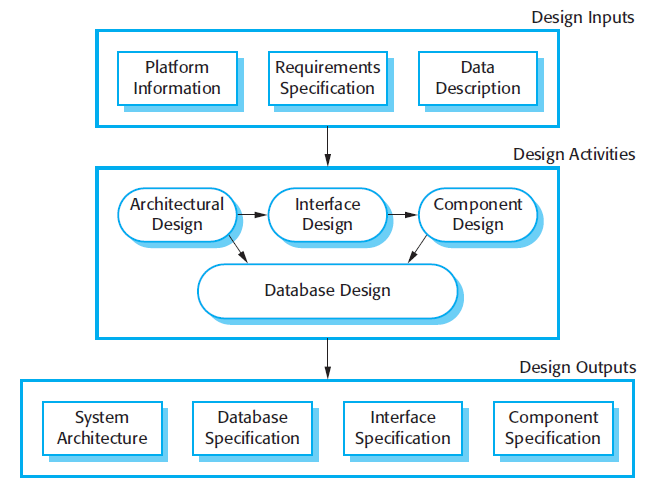 Design Inputs
Platform
Information
Requirements
Specification
Data
Description
Design Activities
Architectural
Design
Interface
Design
Component
Design
Database Design
Design Outputs
System
Architecture
Database
Specification
Interface
Specification
Component
Specification